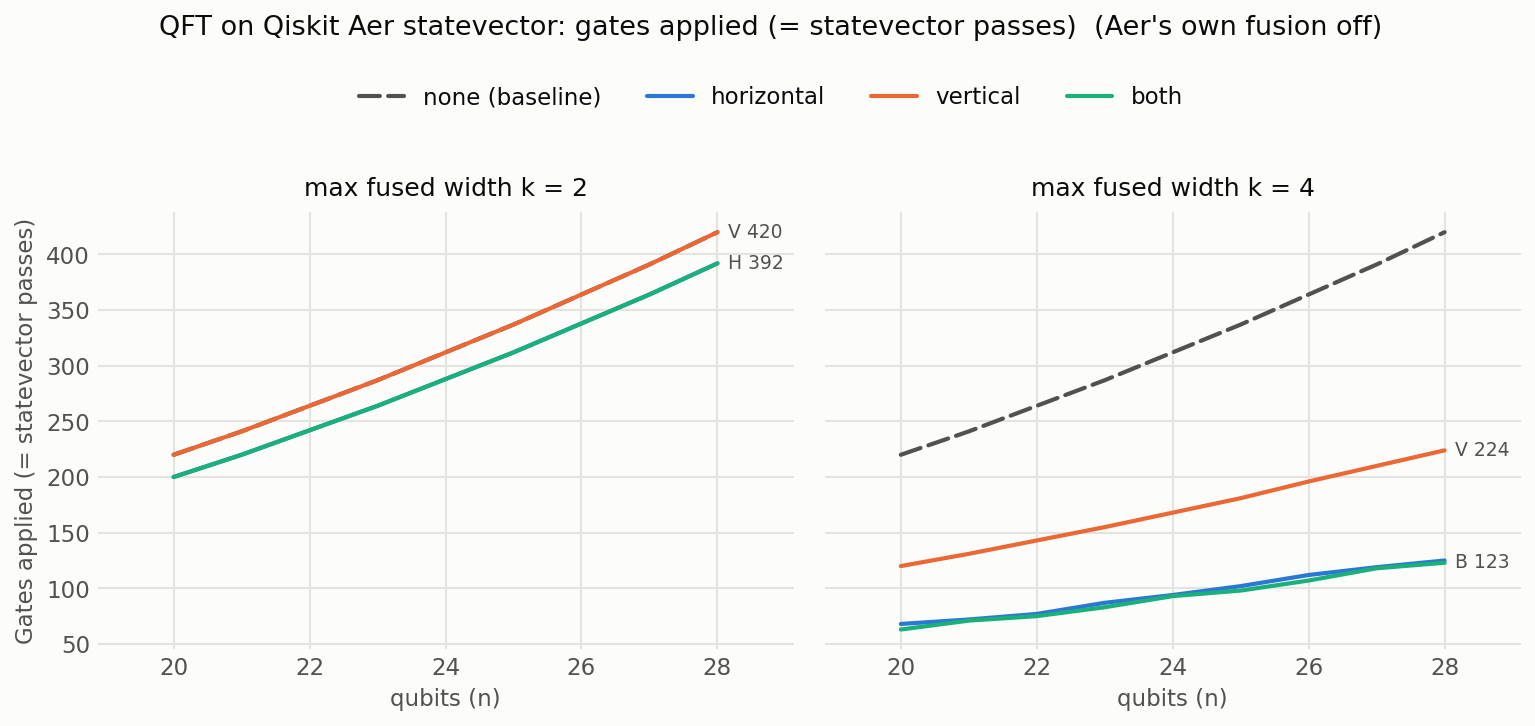 QFT on Qiskit Aer statevector: gates applied (= statevector passes)  (Aer's own fusion off)
none (baseline)
horizontal
vertical
both
max fused width k = 2
max fused width k = 4
Gates applied (= statevector passes)
400
350
300
250
200
150
100
50
V 420
H 392
V 224
B 123
20
22
24
26
28
20
22
24
26
28
qubits (n)
qubits (n)